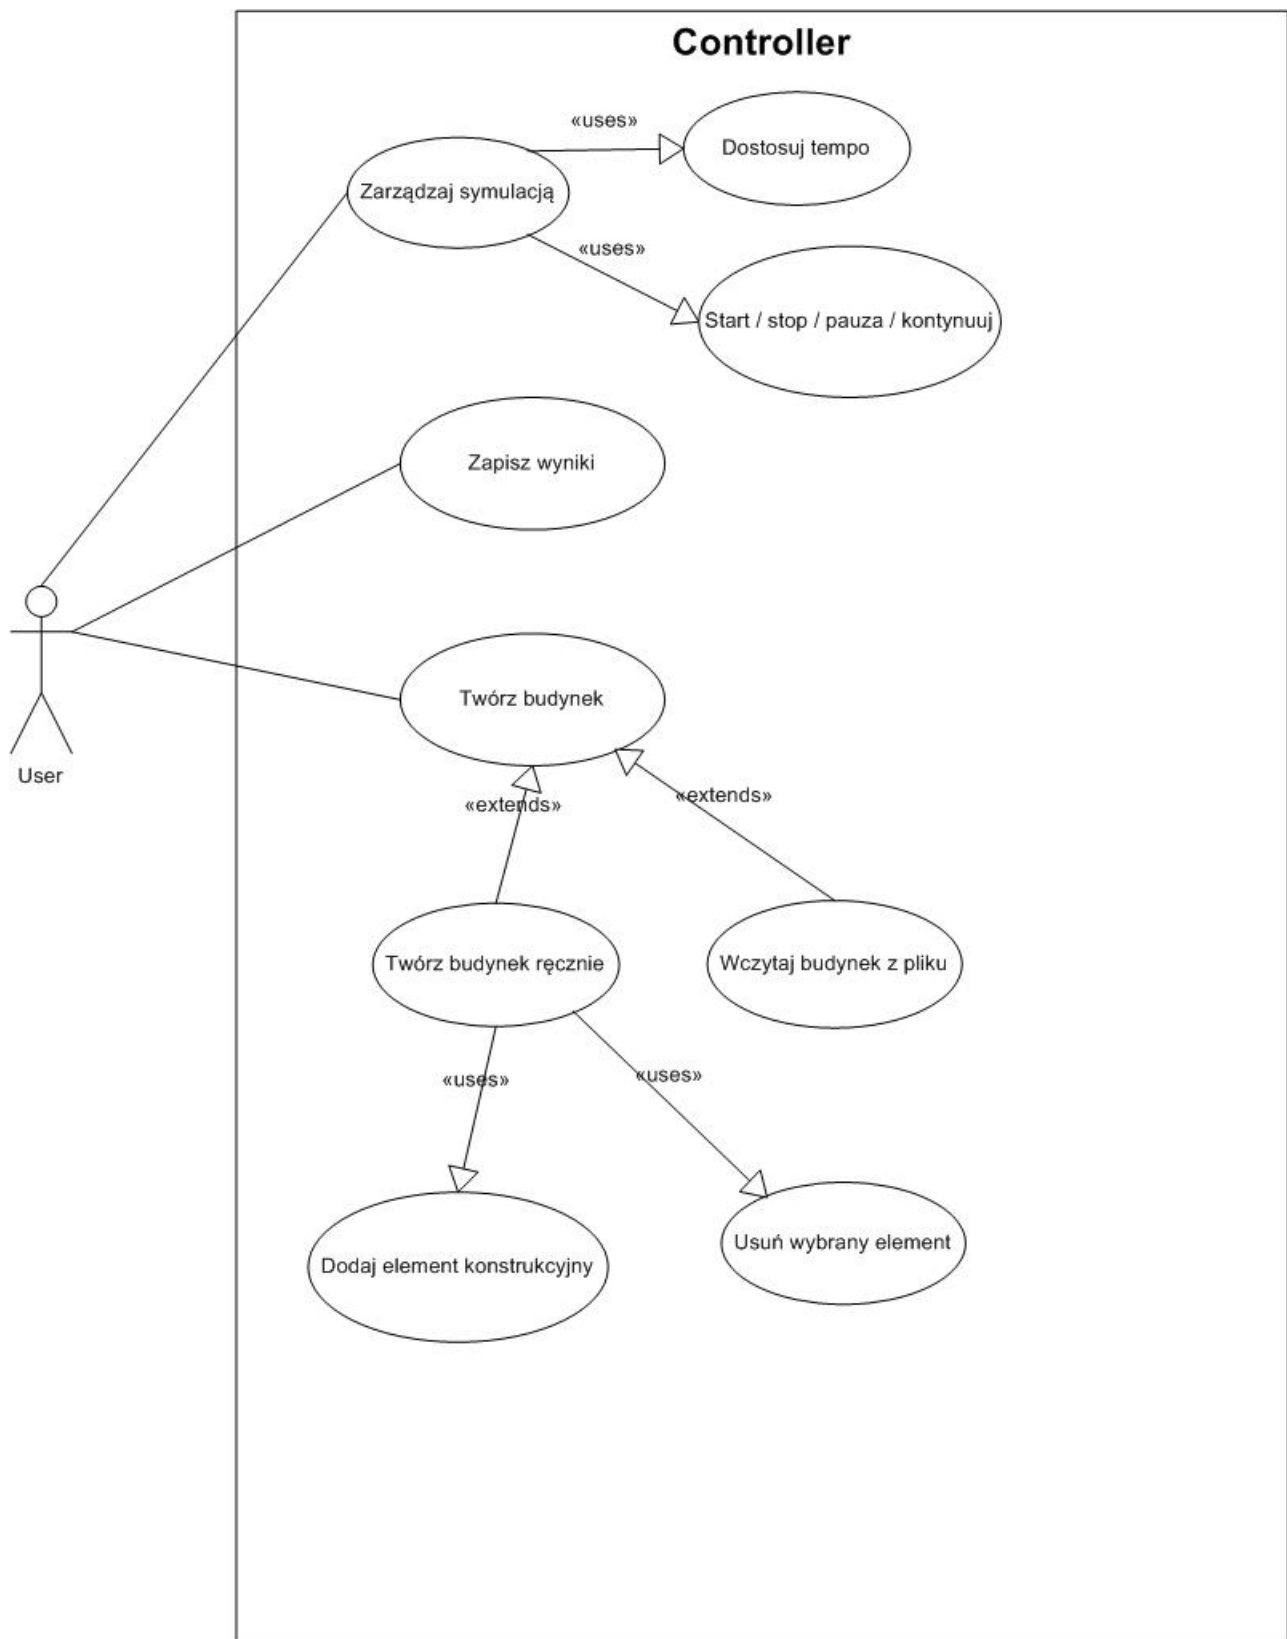 Controller
«uses»
Dostosuj tempo
Zarządzaj symulacją
«uses»
Start / stop / pauza / kontynuuj
Zapisz wyniki
Twórz budynek
User
«extends»
«extends»
Twórz budynek ręcznie
Wczytaj budynek z pliku
«uses»
«uses»
Dodaj element konstrukcyjny
Usuń wybrany element